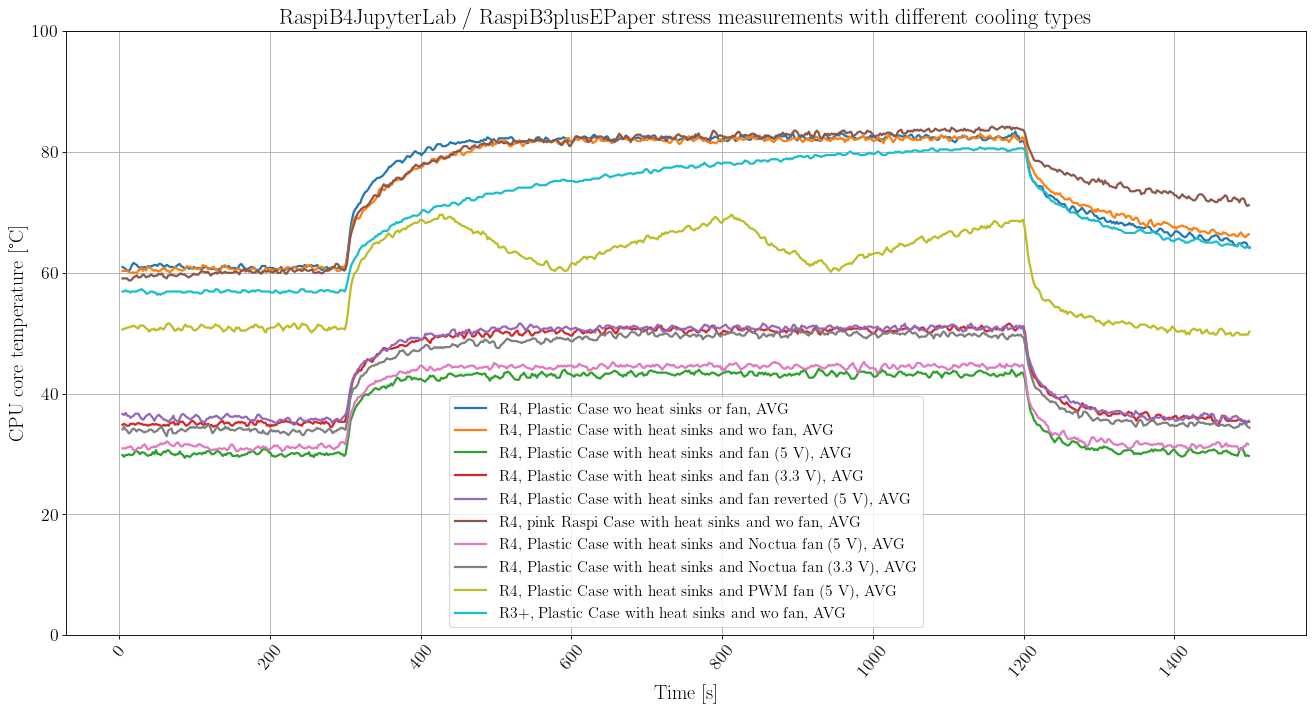 RaspiB4JupyterLab / RaspiB3plusEPaper stress measurements with different cooling types
CPU core temperature [°C]
100
80
60
40
20
0
R4, Plastic Case wo heat sinks or fan, AVG
R4, Plastic Case with heat sinks and wo fan, AVG
R4, Plastic Case with heat sinks and fan (5 V), AVG
R4, Plastic Case with heat sinks and fan (3.3 V), AVG
R4, Plastic Case with heat sinks and fan reverted (5 V), AVG
R4, pink Raspi Case with heat sinks and wo fan, AVG
R4, Plastic Case with heat sinks and Noctua fan (5 V), AVG
R4, Plastic Case with heat sinks and Noctua fan (3.3 V), AVG
R4, Plastic Case with heat sinks and PWM fan (5 V), AVG
R3+, Plastic Case with heat sinks and wo fan, AVG
0 200 400 600 800 1000 1200 1400
Time [s]